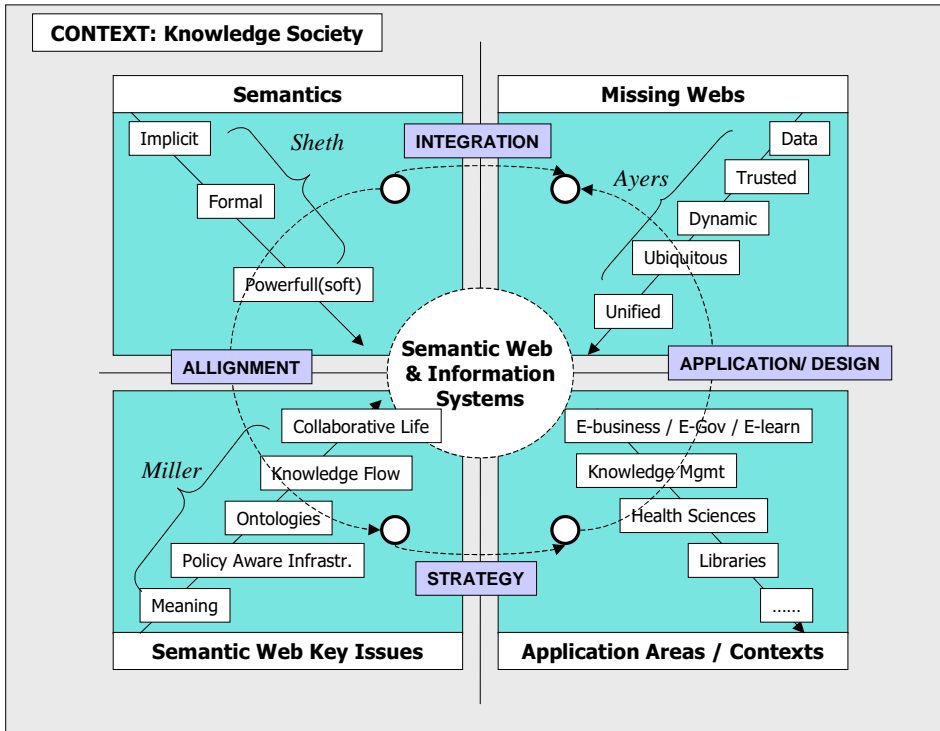 CONTEXT: Knowledge Society
Semantics
Missing Webs
Implicit
Sheth
INTEGRATION
Data
Ayers
Trusted
Formal
Dynamic
Ubiquitous
Powerfull(soft)
Unified
Semantic Web
& Information
Systems
ALLIGNMENT
APPLICATION/ DESIGN
Collaborative Life
E-business / E-Gov / E-learn
Miller
Knowledge Flow
Knowledge Mgmt
Ontologies
Health Sciences
Policy Aware Infrastr.
Libraries
STRATEGY
Meaning
......
Semantic Web Key Issues
Application Areas / Contexts